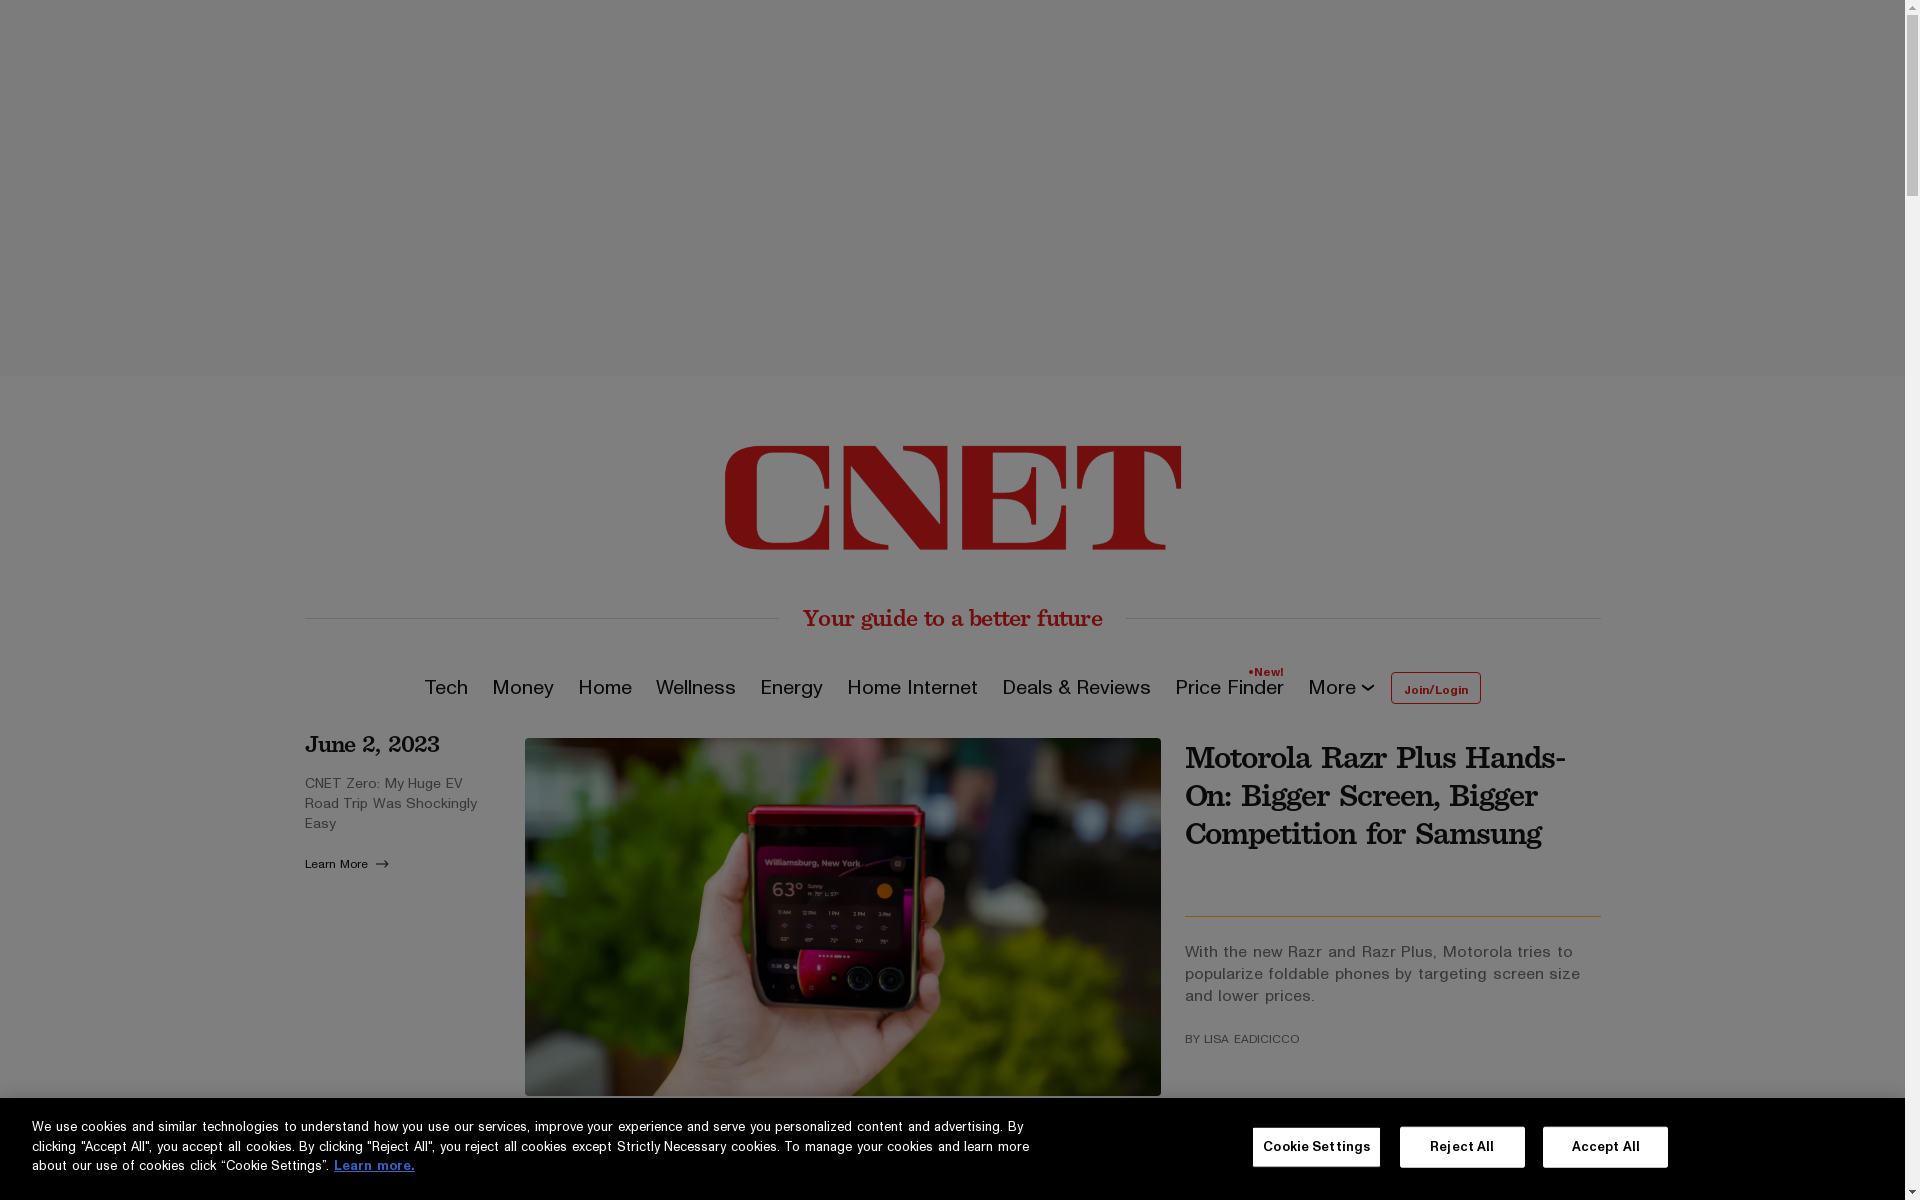 CNET
Your guide to a better future
•New!
Tech Money Home Wellness Energy Home Internet Deals & Reviews Price Finder More Join/Login
June 2, 2023
CNET Zero: My Huge EV
Road Trip Was Shockingly
Easy
Learn More
Williamsburg, New York
63° Sunny
Motorola Razr Plus Hands-
On: Bigger Screen, Bigger
Competition for Samsung
With the new Razr and Razr Plus, Motorola tries to
popularize foldable phones by targeting screen size
and lower prices.
BY LISA EADICICCO
We use cookies and similar technologies to understand how you use our services, improve your experience and serve you personalized content and advertising. By
clicking "Accept All", you accept all cookies. By clicking "Reject All", you reject all cookies except Strictly Necessary cookies. To manage your cookies and learn more
about our use of cookies click “Cookie Settings”. Learn more.
Cookie Settings Reject All Accept All